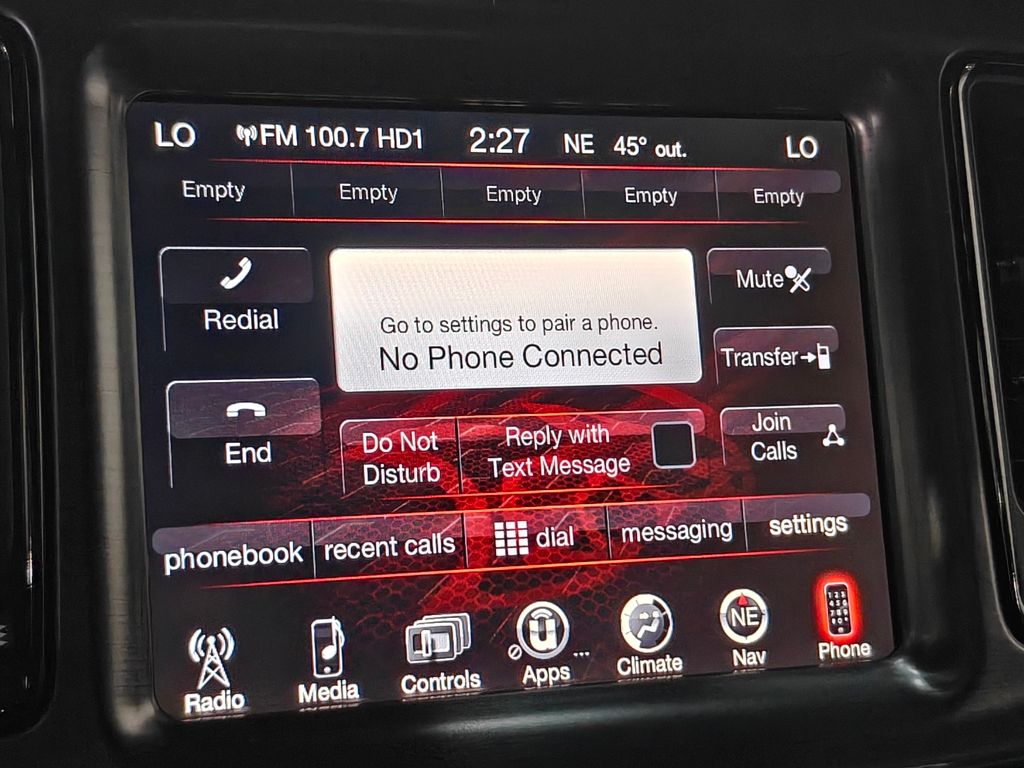 LO FM 100.7 HD1 2:27 NE 45° out. LO
Empty Empty Empty Empty Empty
Redial
Go to settings to pair a phone.
No Phone Connected
Mute
Transfer
End
Do Not
Disturb
Reply with
Text Message
Join
Calls
phonebook recent calls dial messaging settings
NE
Radio Media Controls Apps ... Climate Nav Phone